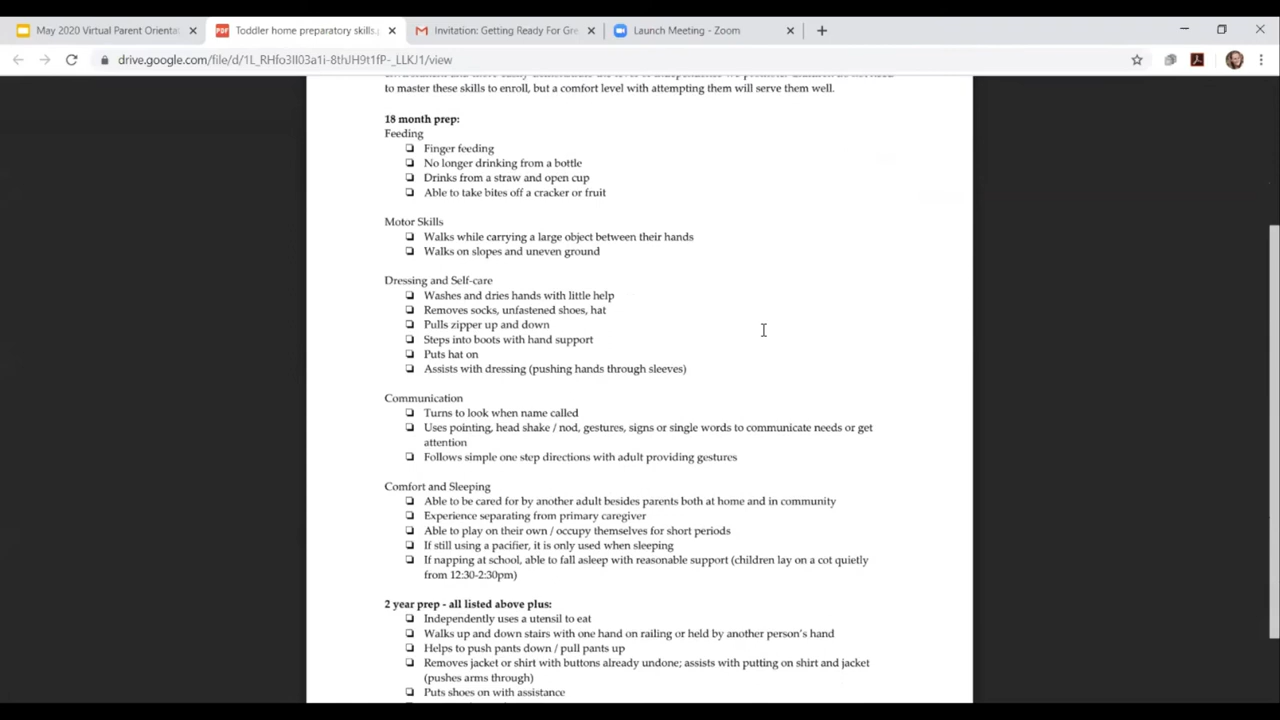 May 2020 Virtual Parent Orienta
Toddler home preparatory skills.
Invitation: Getting Ready For Gre
Launch Meeting - Zoom
drive.google.com/file/d/1L_RHfo3II03a1i-8thJH9t1fP-_LLKJ1/view
to master these skills to enroll, but a comfort level with attempting them will serve them well.
18 month prep:
Feeding
Finger feeding
No longer drinking from a bottle
Drinks from a straw and open cup
Able to take bites off a cracker or fruit
Motor Skills
Walks while carrying a large object between their hands
Walks on slopes and uneven ground
Dressing and Self-care
Washes and dries hands with little help
Removes socks, unfastened shoes, hat
Pulls zipper up and down
Steps into boots with hand support
Puts hat on
Assists with dressing (pushing hands through sleeves)
Communication
Turns to look when name called
Uses pointing, head shake / nod, gestures, signs or single words to communicate needs or get
attention
Follows simple one step directions with adult providing gestures
Comfort and Sleeping
Able to be cared for by another adult besides parents both at home and in community
Experience separating from primary caregiver
Able to play on their own / occupy themselves for short periods
If still using a pacifier, it is only used when sleeping
If napping at school, able to fall asleep with reasonable support (children lay on a cot quietly
from 12:30-2:30pm)
2 year prep - all listed above plus:
Independently uses a utensil to eat
Walks up and down stairs with one hand on railing or held by another person's hand
Helps to push pants down / pull pants up
Removes jacket or shirt with buttons already undone; assists with putting on shirt and jacket
(pushes arms through)
Puts shoes on with assistance